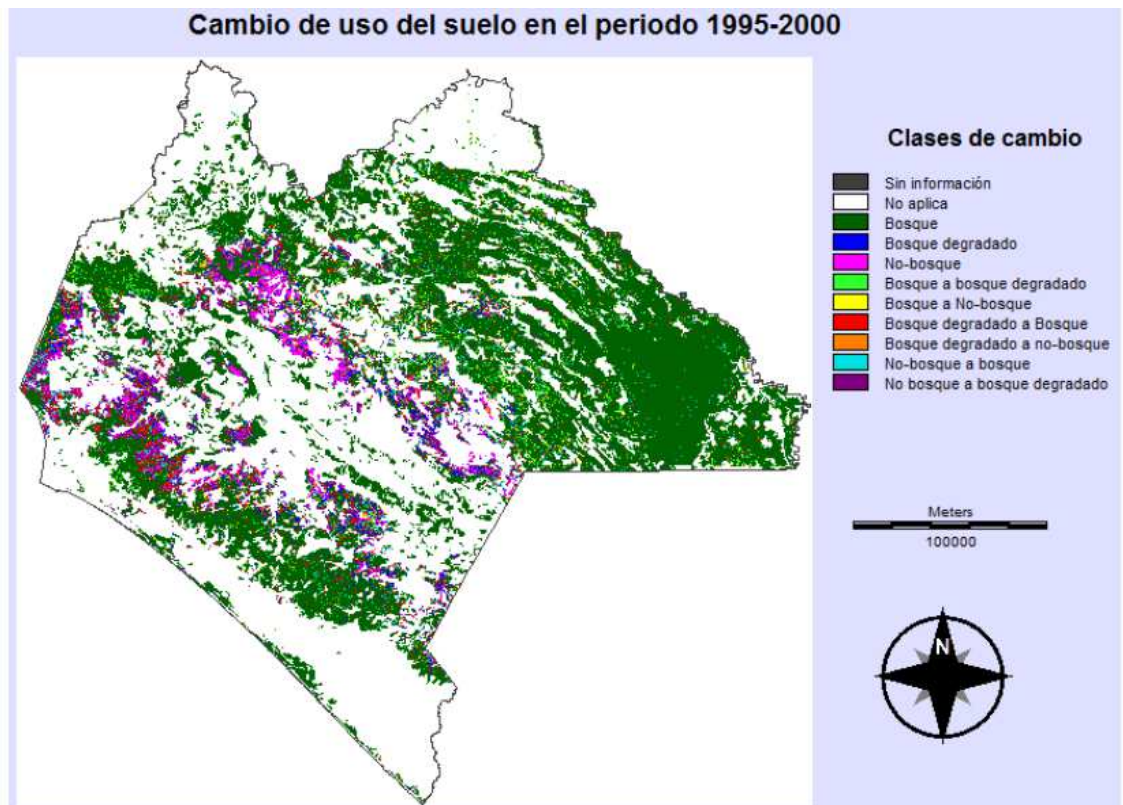 Cambio de uso del suelo en el periodo 1995-2000
Clases de cambio
Sin información
No aplica
Bosque
Bosque degradado
No-bosque
Bosque a bosque degradado
Bosque a No-bosque
Bosque degradado a Bosque
Bosque degradado a no-bosque
No-bosque a bosque
No bosque a bosque degradado
Meters
100000
N